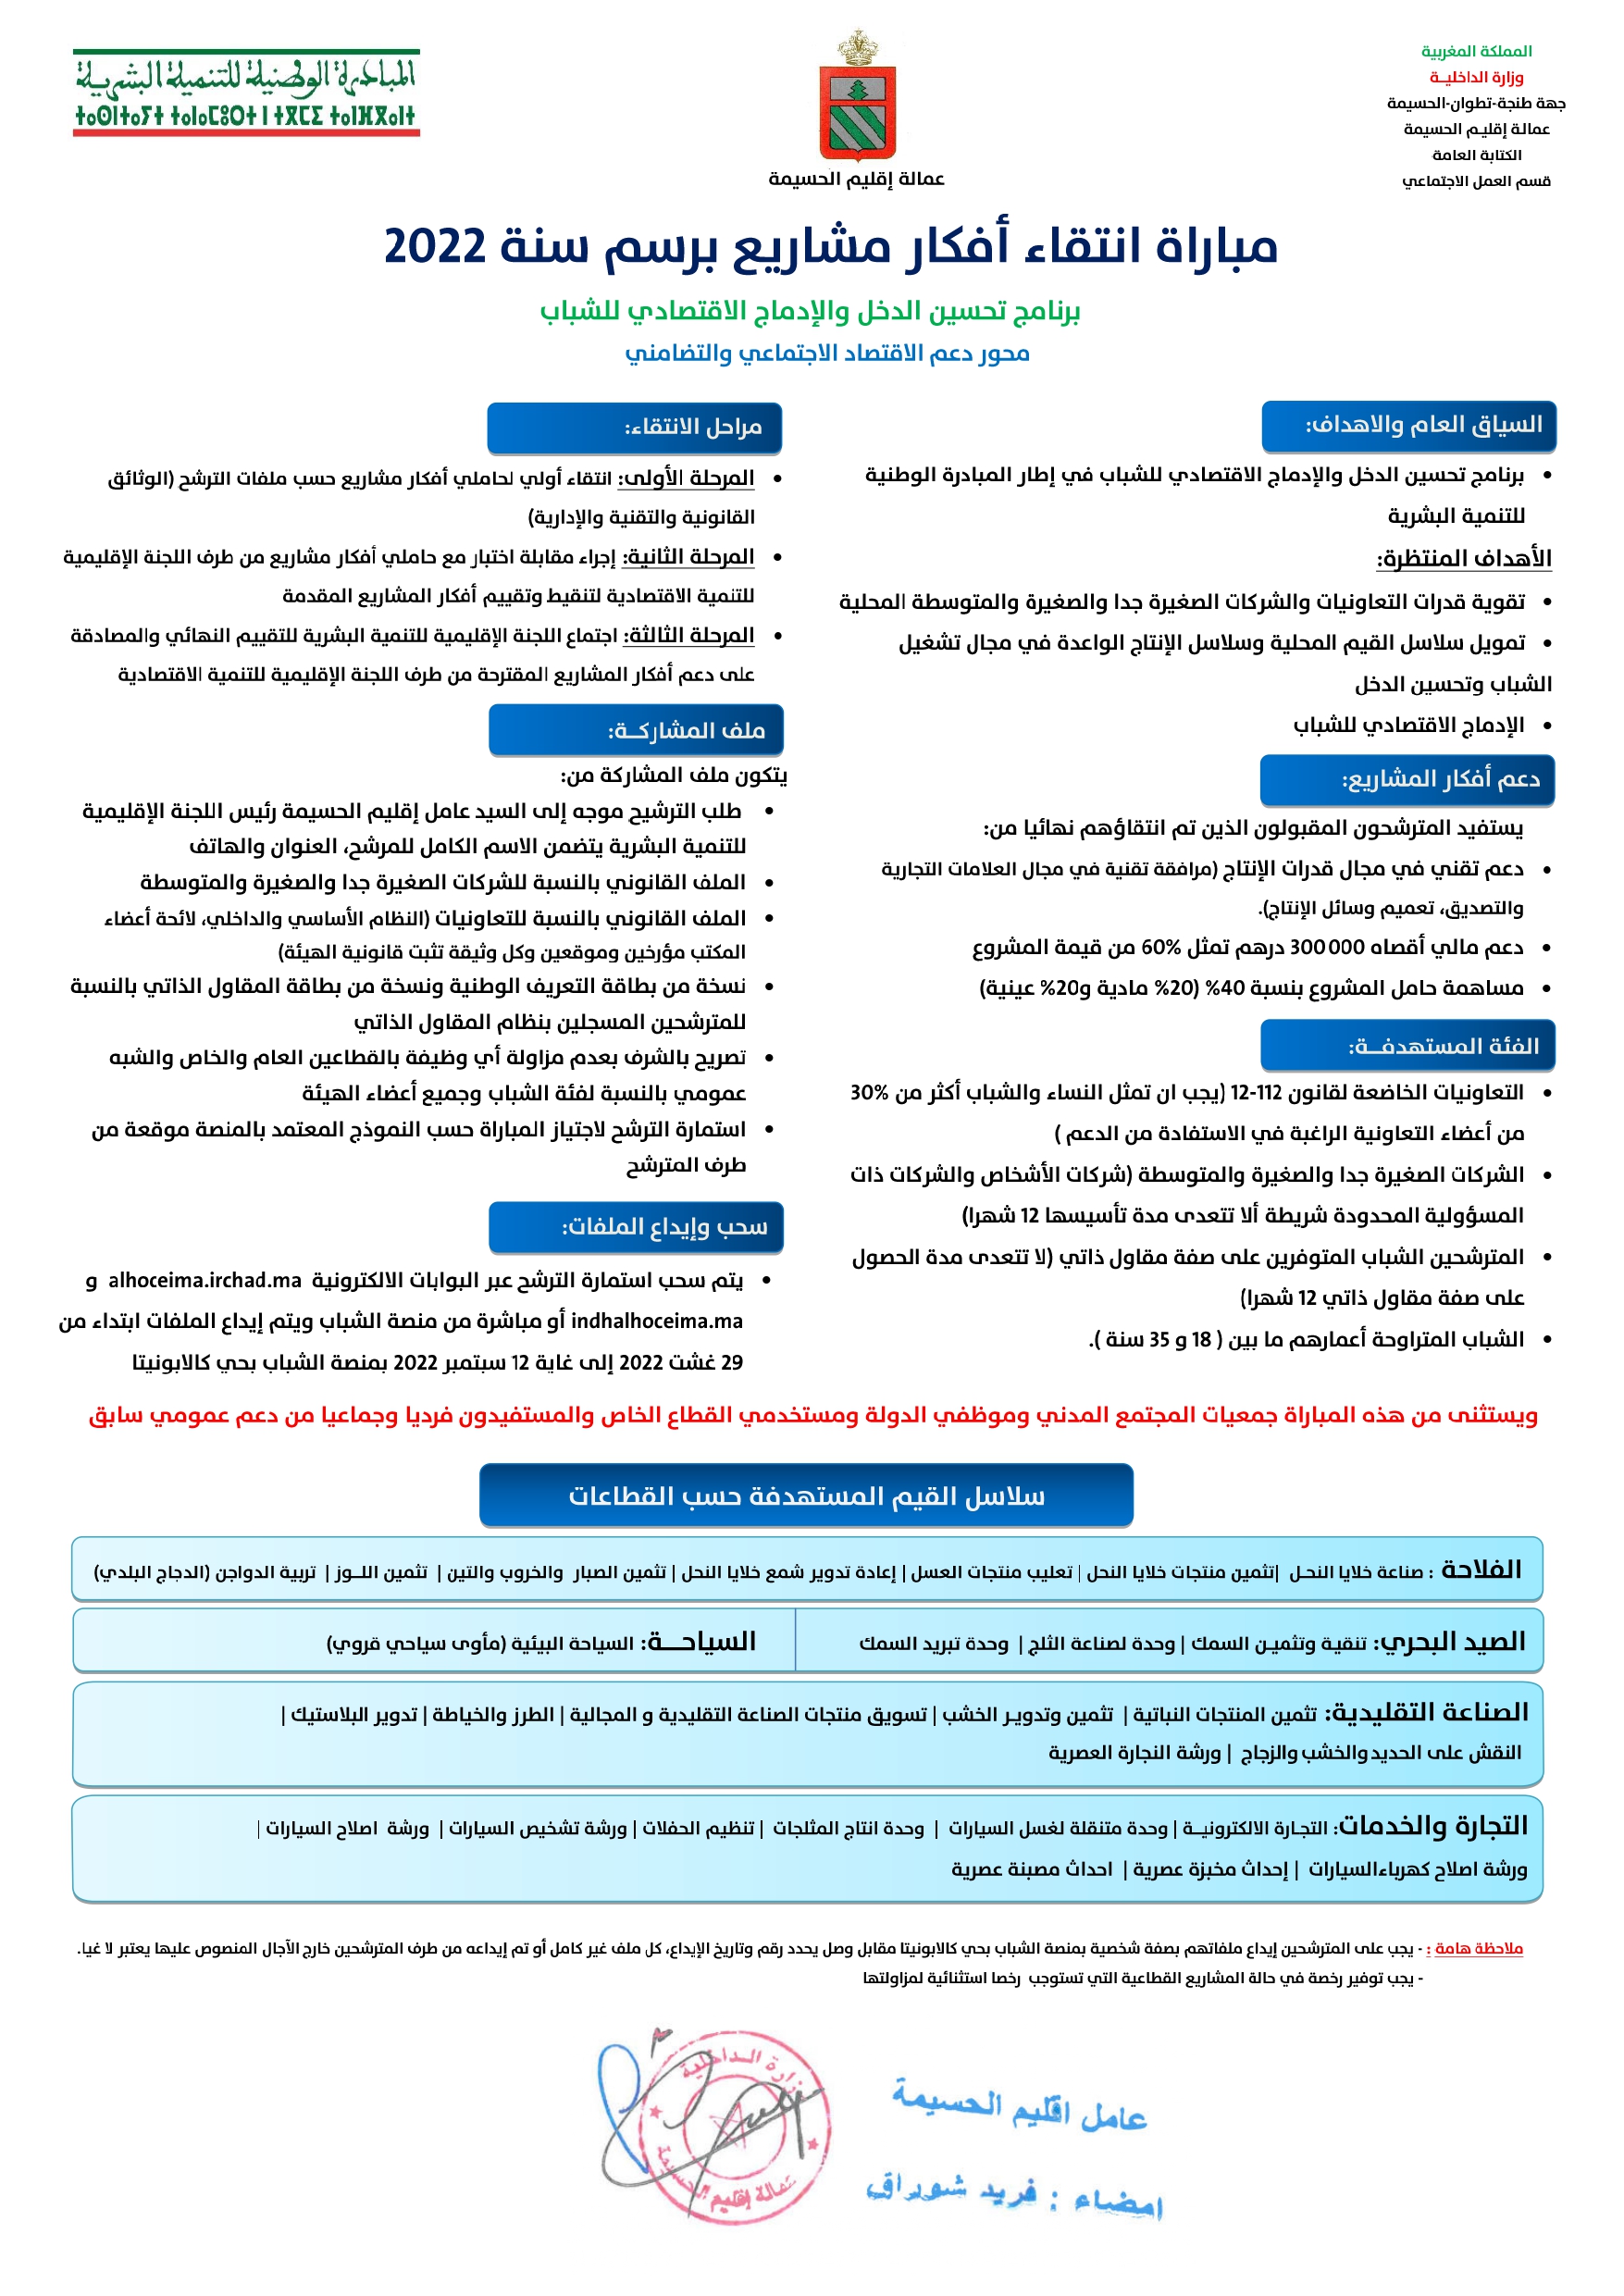 المملكة المغربية
وزارة الداخليــة
جهة طنجة-تطوان-الحسيمة
عمالة إقليـم الحسيمة
الكتابة العامة
قسم العمل الاجتماعي
عمالة إقليم الحسيمة
المبادرة الوطنية للتنمية البشرية
ⵜⴰⵙⵏⵜⴰⵢⵜ ⵜⴰⵏⴰⵎⵓⵔⵜ ⵏ ⵜⴳⵎⵉ ⵜⴰⵏⴼⴳⴰⵏⵜ
مباراة انتقاء أفكار مشاريع برسم سنة 2022
برنامج تحسين الدخل والإدماج الاقتصادي للشباب
محور دعم الاقتصاد الاجتماعي والتضامني
السياق العام والاهداف:
• برنامج تحسين الدخل والإدماج الاقتصادي للشباب في إطار المبادرة الوطنية
للتنمية البشرية
الأهداف المنتظرة:
• تقوية قدرات التعاونيات والشركات الصغيرة جدا والصغيرة والمتوسطة المحلية
• تمويل سلاسل القيم المحلية وسلاسل الإنتاج الواعدة في مجال تشغيل
الشباب وتحسين الدخل
• الإدماج الاقتصادي للشباب
دعم أفكار المشاريع:
يستفيد المترشحون المقبولون الذين تم انتقاؤهم نهائيا من:
• دعم تقني في مجال قدرات الإنتاج (مرافقة تقنية في مجال العلامات التجارية
والتصديق، تعميم وسائل الإنتاج).
• دعم مالي أقصاه 300 000 درهم تمثل 60% من قيمة المشروع
• مساهمة حامل المشروع بنسبة 40% (20% مادية و20% عينية)
الفئة المستهدفــة:
• التعاونيات الخاضعة لقانون 112-12 (يجب ان تمثل النساء والشباب أكثر من 30%
من أعضاء التعاونية الراغبة في الاستفادة من الدعم )
• الشركات الصغيرة جدا والصغيرة والمتوسطة (شركات الأشخاص والشركات ذات
المسؤولية المحدودة شريطة ألا تتعدى مدة تأسيسها 12 شهرا)
• المترشحين الشباب المتوفرين على صفة مقاول ذاتي (لا تتعدى مدة الحصول
على صفة مقاول ذاتي 12 شهرا)
• الشباب المتراوحة أعمارهم ما بين ( 18 و 35 سنة ).
مراحل الانتقاء:
• المرحلة الأولى: انتقاء أولي لحاملي أفكار مشاريع حسب ملفات الترشح (الوثائق
القانونية والتقنية والإدارية)
• المرحلة الثانية: إجراء مقابلة اختبار مع حاملي أفكار مشاريع من طرف اللجنة الإقليمية
للتنمية الاقتصادية لتنقيط وتقييم أفكار المشاريع المقدمة
• المرحلة الثالثة: اجتماع اللجنة الإقليمية للتنمية البشرية للتقييم النهائي والمصادقة
على دعم أفكار المشاريع المقترحة من طرف اللجنة الإقليمية للتنمية الاقتصادية
ملف المشاركــة:
يتكون ملف المشاركة من:
• طلب الترشيح موجه إلى السيد عامل إقليم الحسيمة رئيس اللجنة الإقليمية
للتنمية البشرية يتضمن الاسم الكامل للمرشح، العنوان والهاتف
• الملف القانوني بالنسبة للشركات الصغيرة جدا والصغيرة والمتوسطة
• الملف القانوني بالنسبة للتعاونيات (النظام الأساسي والداخلي، لائحة أعضاء
المكتب مؤرخين وموقعين وكل وثيقة تثبت قانونية الهيئة)
• نسخة من بطاقة التعريف الوطنية ونسخة من بطاقة المقاول الذاتي بالنسبة
للمترشحين المسجلين بنظام المقاول الذاتي
• تصريح بالشرف بعدم مزاولة أي وظيفة بالقطاعين العام والخاص والشبه
عمومي بالنسبة لفئة الشباب وجميع أعضاء الهيئة
• استمارة الترشح لاجتياز المباراة حسب النموذج المعتمد بالمنصة موقعة من
طرف المترشح
سحب وإيداع الملفات:
• يتم سحب استمارة الترشح عبر البوابات الالكترونية alhoceima.irchad.ma و
indhalhoceima.ma أو مباشرة من منصة الشباب ويتم إيداع الملفات ابتداء من
29 غشت 2022 إلى غاية 12 سبتمبر 2022 بمنصة الشباب بحي كالابونيتا
ويستثنى من هذه المباراة جمعيات المجتمع المدني وموظفي الدولة ومستخدمي القطاع الخاص والمستفيدون فرديا وجماعيا من دعم عمومي سابق
سلاسل القيم المستهدفة حسب القطاعات
الفلاحة : صناعة خلايا النحـل |تثمين منتجات خلايا النحل | تعليب منتجات العسل | إعادة تدوير شمع خلايا النحل | تثمين الصبار والخروب والتين | تثمين اللــوز | تربية الدواجن (الدجاج البلدي)
الصيد البحري: تنقية وتثميـن السمك | وحدة لصناعة الثلج | وحدة تبريد السمك
السياحـــة: السياحة البيئية (مأوى سياحي قروي)
الصناعة التقليدية: تثمين المنتجات النباتية | تثمين وتدويـر الخشب | تسويق منتجات الصناعة التقليدية و المجالية | الطرز والخياطة | تدوير البلاستيك |
النقش على الحديد والخشب والزجاج | ورشة النجارة العصرية
التجارة والخدمات: التجـارة الالكترونيــة | وحدة متنقلة لغسل السيارات | وحدة انتاج المثلجات | تنظيم الحفلات | ورشة تشخيص السيارات | ورشة اصلاح السيارات |
ورشة اصلاح كهرباءالسيارات | إحداث مخبزة عصرية | احداث مصبنة عصرية
ملاحظة هامة : - يجب على المترشحين إيداع ملفاتهم بصفة شخصية بمنصة الشباب بحي كالابونيتا مقابل وصل يحدد رقم وتاريخ الإيداع، كل ملف غير كامل أو تم إيداعه من طرف المترشحين خارج الآجال المنصوص عليها يعتبر لا غيا.
- يجب توفير رخصة في حالة المشاريع القطاعية التي تستوجب رخصا استثنائية لمزاولتها
عامل اقليم الحسيمة
امضاء : فريد شوراق
وزارة الداخلية
عمالة إقليم الحسيمة